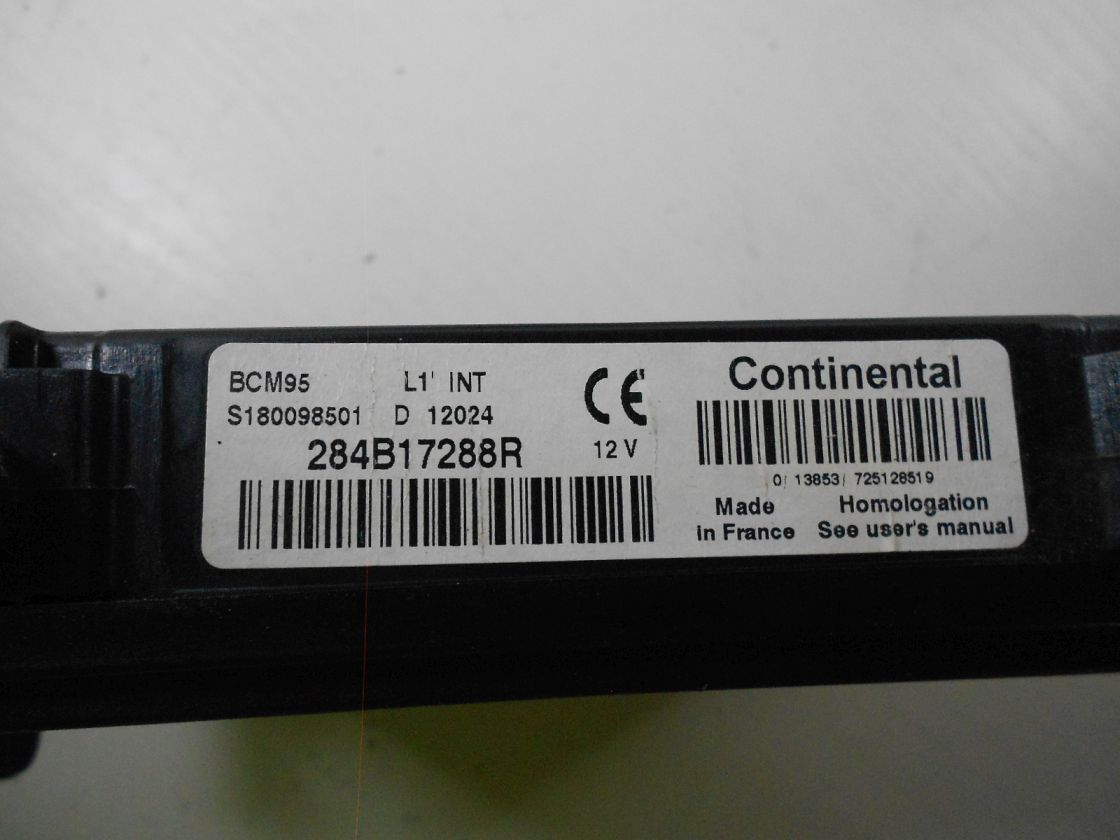 BCM95 L1' INT
S180098501 D 12024
284B17288R
CE
12 V
Continental
0/ 13853/ 725128519
Made
in France
Homologation
See user's manual